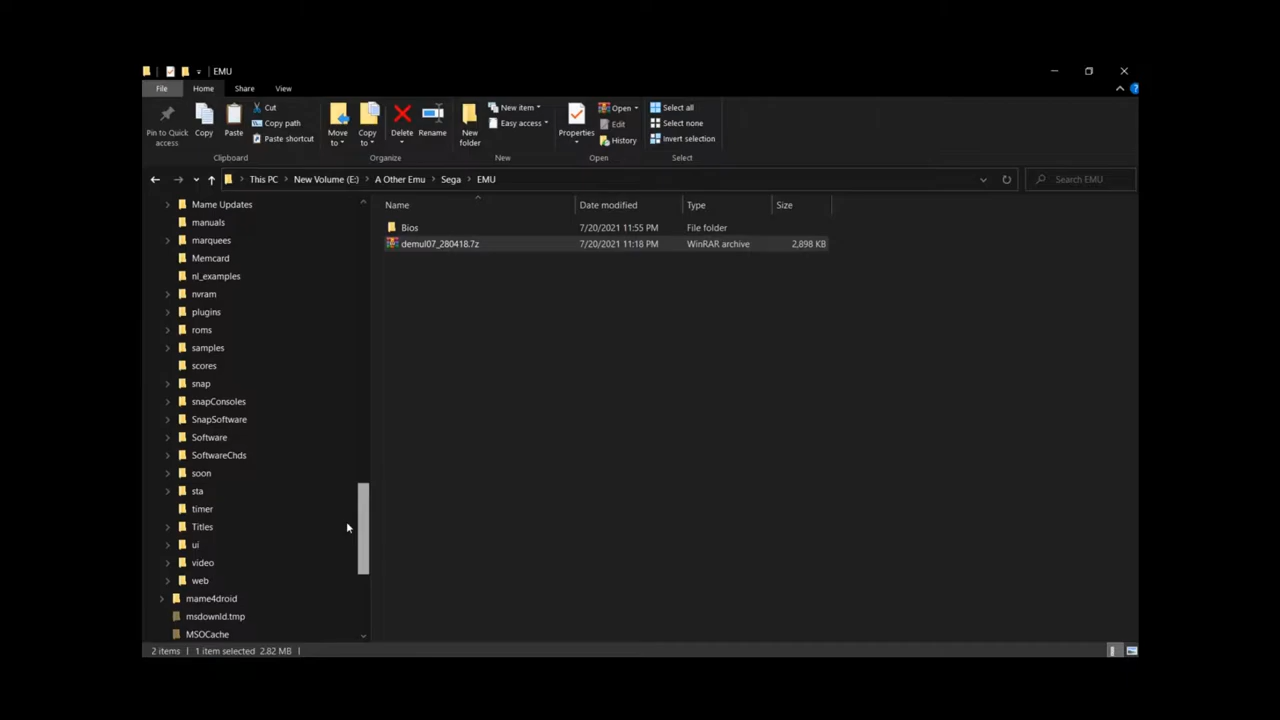 EMU
File Home Share View
Pin to Quick access
Copy
Paste
Cut
Copy path
Paste shortcut
Clipboard
Move to
Copy to
Delete
Rename
Organize
New folder
New item
Easy access
New
Properties
Open
Edit
History
Open
Select all
Select none
Invert selection
Select
This PC > New Volume (E:) > A Other Emu > Sega > EMU
Search EMU
Mame Updates
manuals
marquees
Memcard
nl_examples
nvram
plugins
roms
samples
scores
snap
snapConsoles
SnapSoftware
Software
SoftwareChds
soon
sta
timer
Titles
ui
video
web
mame4droid
msdownld.tmp
MSOCache
Name Date modified Type Size
Bios 7/20/2021 11:55 PM File folder
demul07_280418.7z 7/20/2021 11:18 PM WinRAR archive 2,898 KB
2 items 1 item selected 2.82 MB